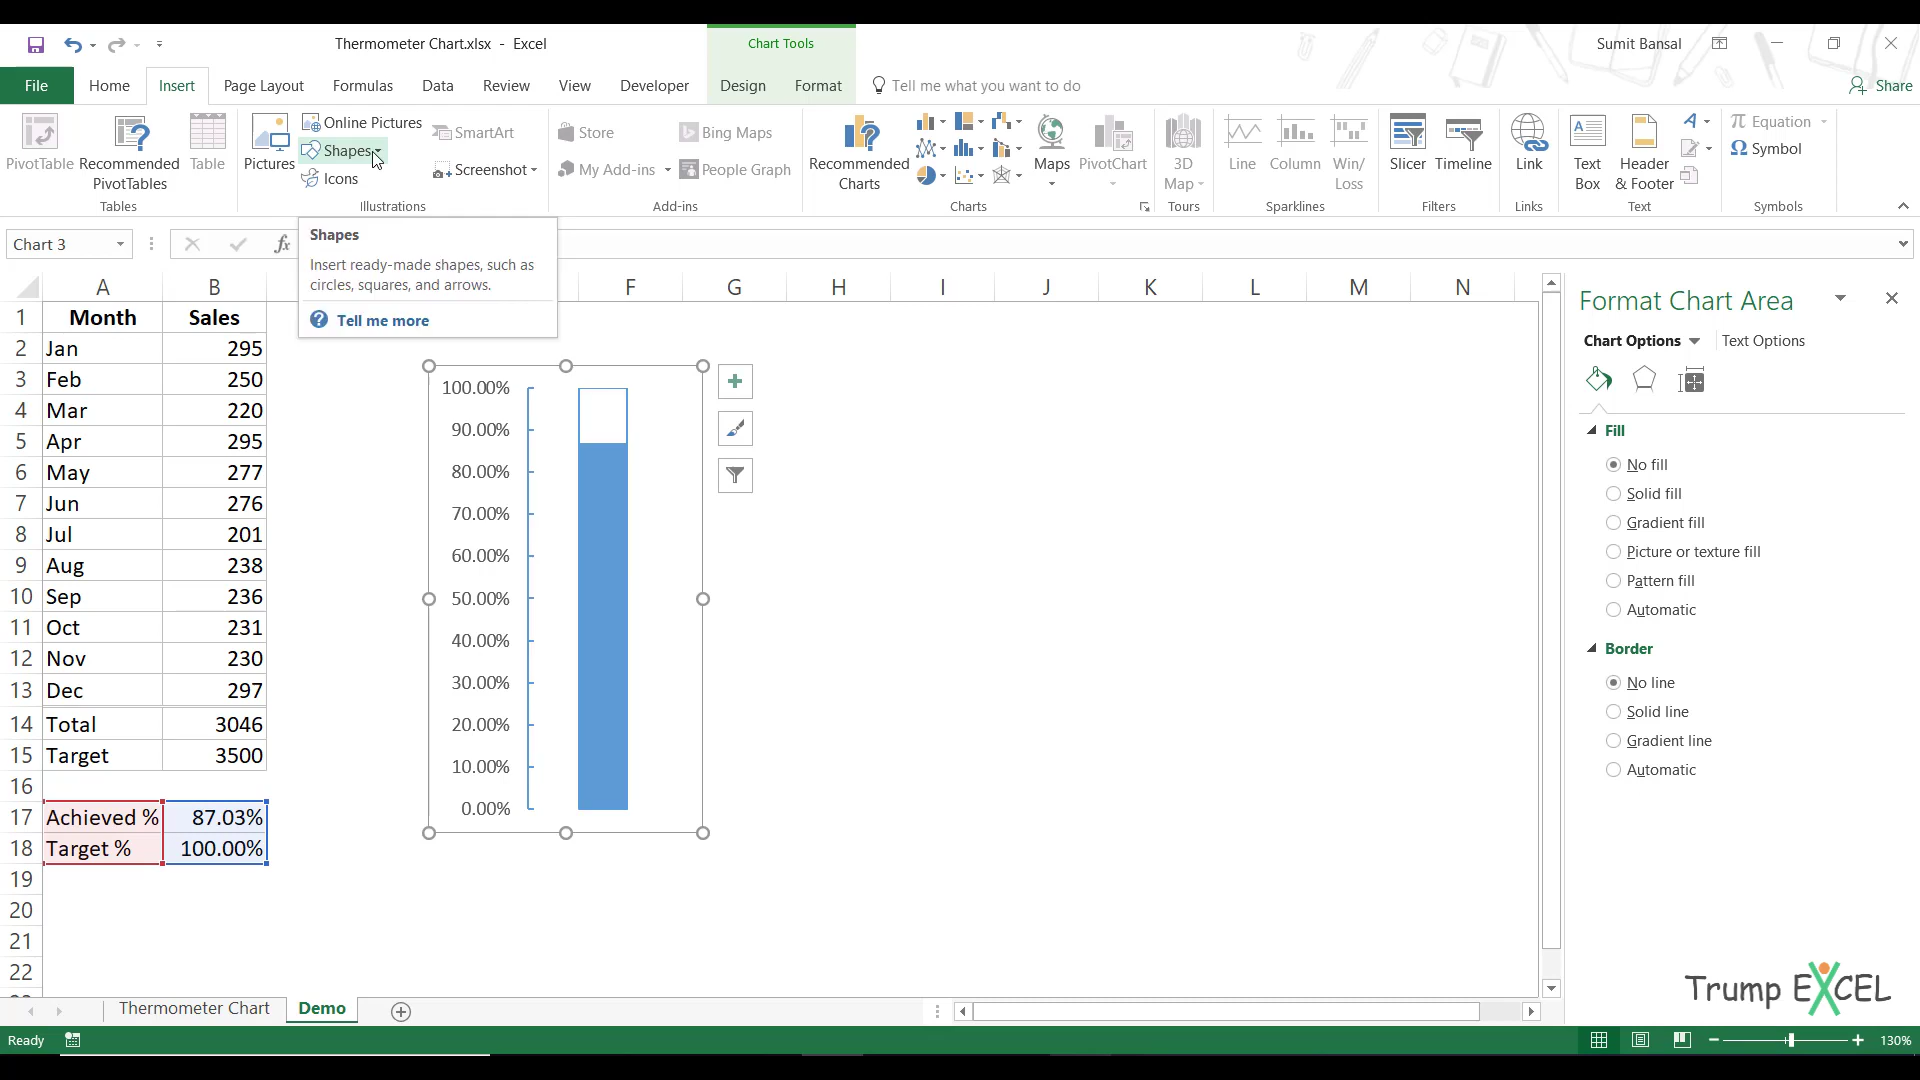 Thermometer Chart.xlsx - Excel
Chart Tools
Sumit Bansal
File Home Insert Page Layout Formulas Data Review View Developer Design Format Tell me what you want to do Share
PivotTable
Recommended
PivotTables
Table
Tables
Pictures
Online Pictures
Shapes
Icons
SmartArt
Screenshot
Illustrations
Store
My Add-ins
Bing Maps
People Graph
Add-ins
Recommended
Charts
Maps
PivotChart
Charts
3D
Map
Tours
Line
Column
Win/
Loss
Sparklines
Slicer
Timeline
Filters
Link
Links
Text
Box
Header
& Footer
Text
Equation
Symbol
Symbols
Chart 3
fx
Shapes
Insert ready-made shapes, such as
circles, squares, and arrows.
Tell me more
A B F G H I J K L M N
1 Month Sales
2 Jan 295
3 Feb 250
4 Mar 220
5 Apr 295
6 May 277
7 Jun 276
8 Jul 201
9 Aug 238
10 Sep 236
11 Oct 231
12 Nov 230
13 Dec 297
14 Total 3046
15 Target 3500
16
17 Achieved % 87.03%
18 Target % 100.00%
19
20
21
22
100.00%
90.00%
80.00%
70.00%
60.00%
50.00%
40.00%
30.00%
20.00%
10.00%
0.00%
Format Chart Area
Chart Options Text Options
Fill
No fill
Solid fill
Gradient fill
Picture or texture fill
Pattern fill
Automatic
Border
No line
Solid line
Gradient line
Automatic
Trump EXCEL
Thermometer Chart Demo
Ready
130%